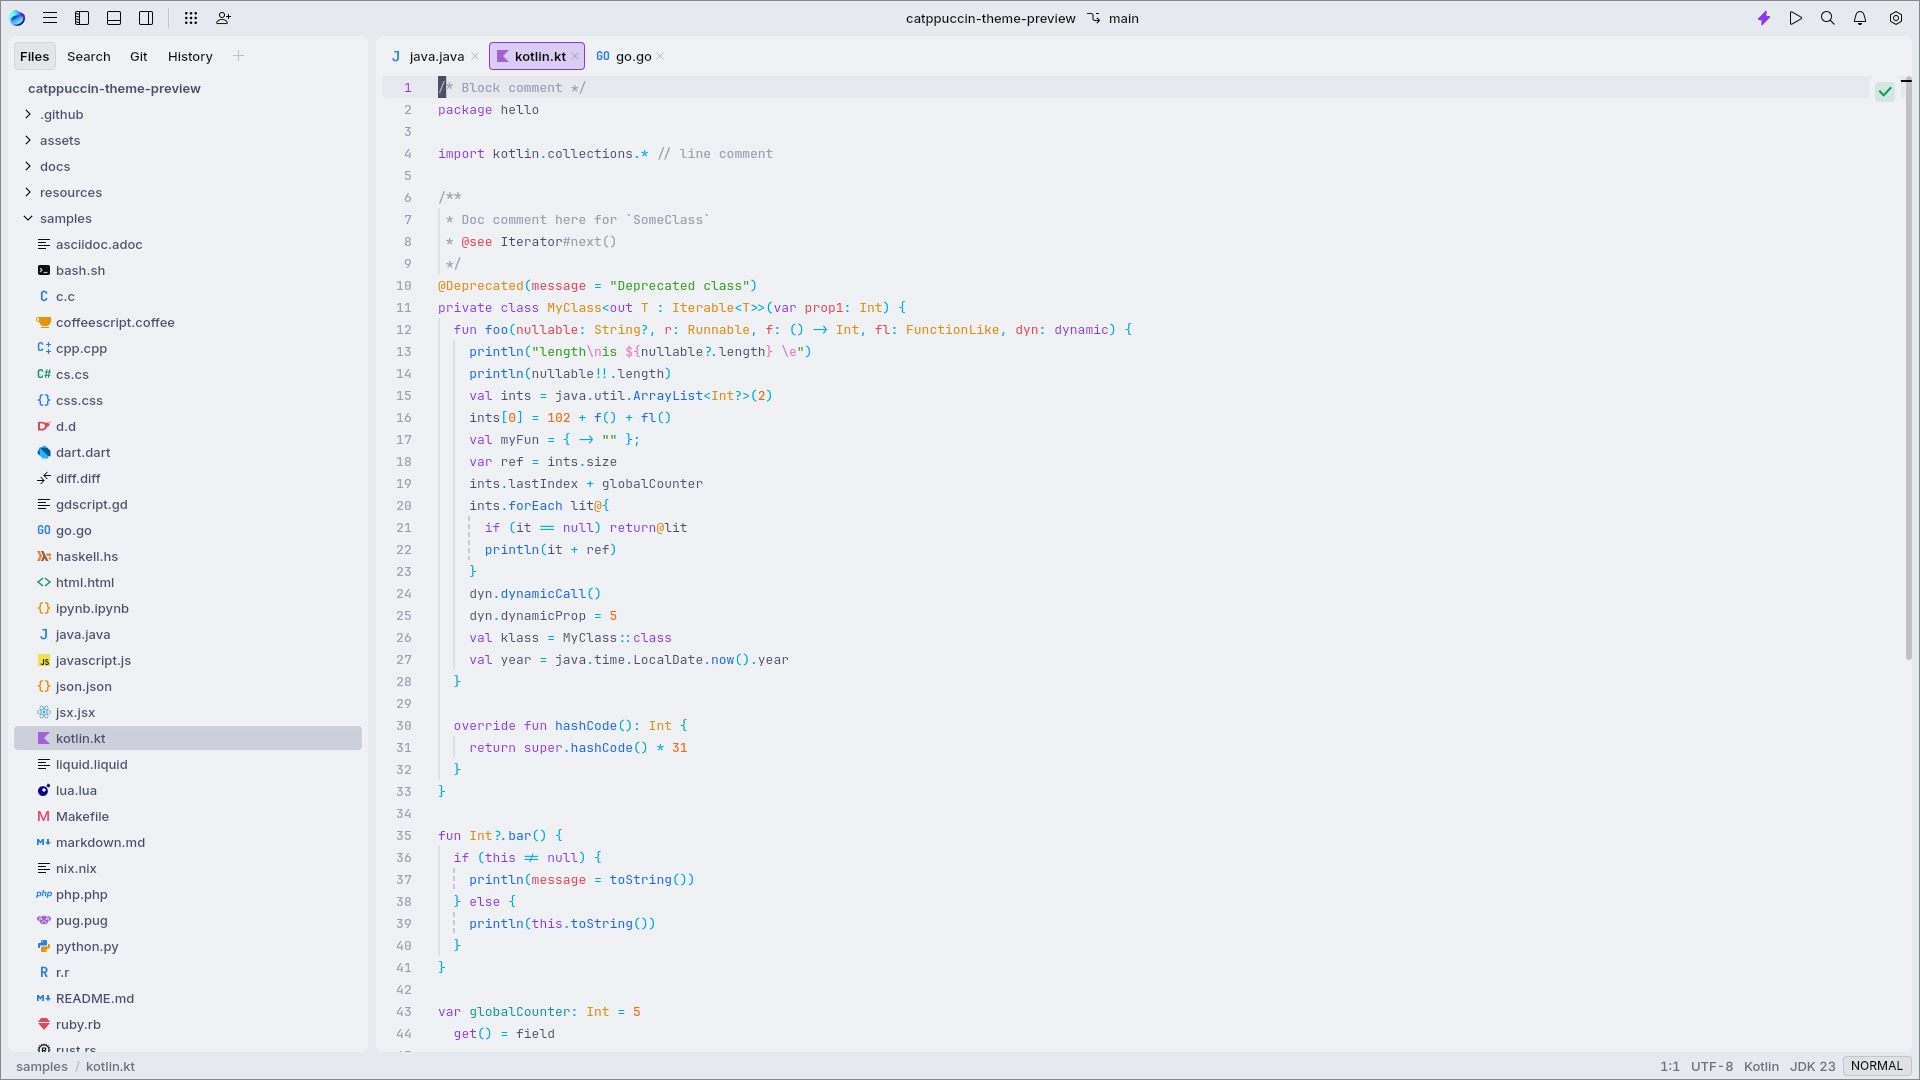 catppuccin-theme-preview main
Files Search Git History
java.java kotlin.kt GO go.go
catppuccin-theme-preview
.github
assets
docs
resources
samples
asciidoc.adoc
bash.sh
C c.c
coffeescript.coffee
cpp.cpp
C# cs.cs
{} css.css
d.d
dart.dart
diff.diff
gdscript.gd
GO go.go
haskell.hs
<> html.html
{} ipynb.ipynb
J java.java
JS javascript.js
{} json.json
jsx.jsx
kotlin.kt
liquid.liquid
lua.lua
M Makefile
M↓ markdown.md
nix.nix
php php.php
pug.pug
python.py
R r.r
M↓ README.md
ruby.rb
rust.rs
1 /* Block comment */
2 package hello
3
4 import kotlin.collections.* // line comment
5
6 /**
7  * Doc comment here for `SomeClass`
8  * @see Iterator#next()
9  */
10 @Deprecated(message = "Deprecated class")
11 private class MyClass<out T : Iterable<T>>(var prop1: Int) {
12   fun foo(nullable: String?, r: Runnable, f: () -> Int, fl: FunctionLike, dyn: dynamic) {
13     println("length\nis ${nullable?.length} \e")
14     println(nullable!!.length)
15     val ints = java.util.ArrayList<Int?>(2)
16     ints[0] = 102 + f() + fl()
17     val myFun = { -> "" };
18     var ref = ints.size
19     ints.lastIndex + globalCounter
20     ints.forEach lit@{
21       if (it == null) return@lit
22       println(it + ref)
23     }
24     dyn.dynamicCall()
25     dyn.dynamicProp = 5
26     val klass = MyClass::class
27     val year = java.time.LocalDate.now().year
28   }
29
30   override fun hashCode(): Int {
31     return super.hashCode() * 31
32   }
33 }
34
35 fun Int?.bar() {
36   if (this != null) {
37     println(message = toString())
38   } else {
39     println(this.toString())
40   }
41 }
42
43 var globalCounter: Int = 5
44   get() = field
samples / kotlin.kt
1:1 UTF-8 Kotlin JDK 23 NORMAL